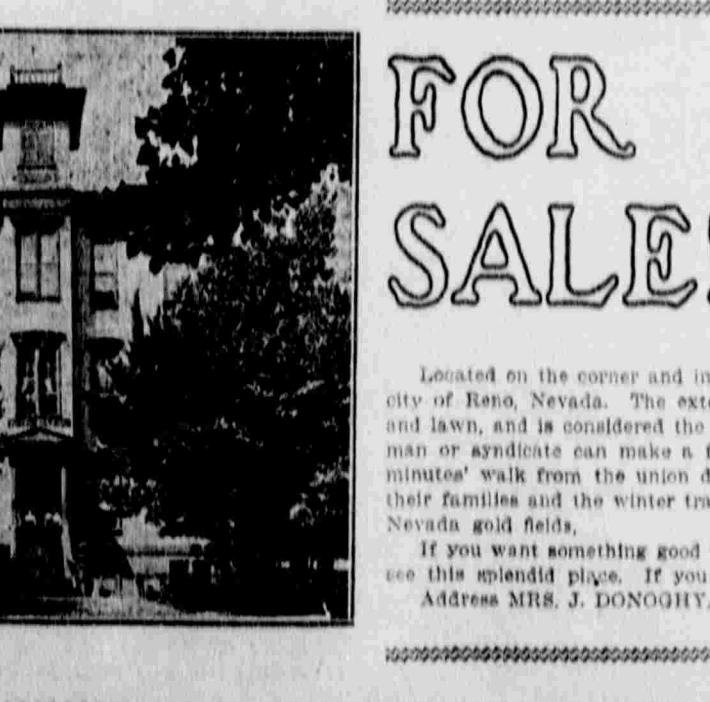 FOR
SALE
Located on the corner and in
city of Reno, Nevada. The exte
and lawn, and is considered the
man or syndicate can make a f
minutes' walk from the union d
their families and the winter tra
Nevada gold fields,
If you want something good
see this splendid place. If you
Address MRS. J. DONOGHY,